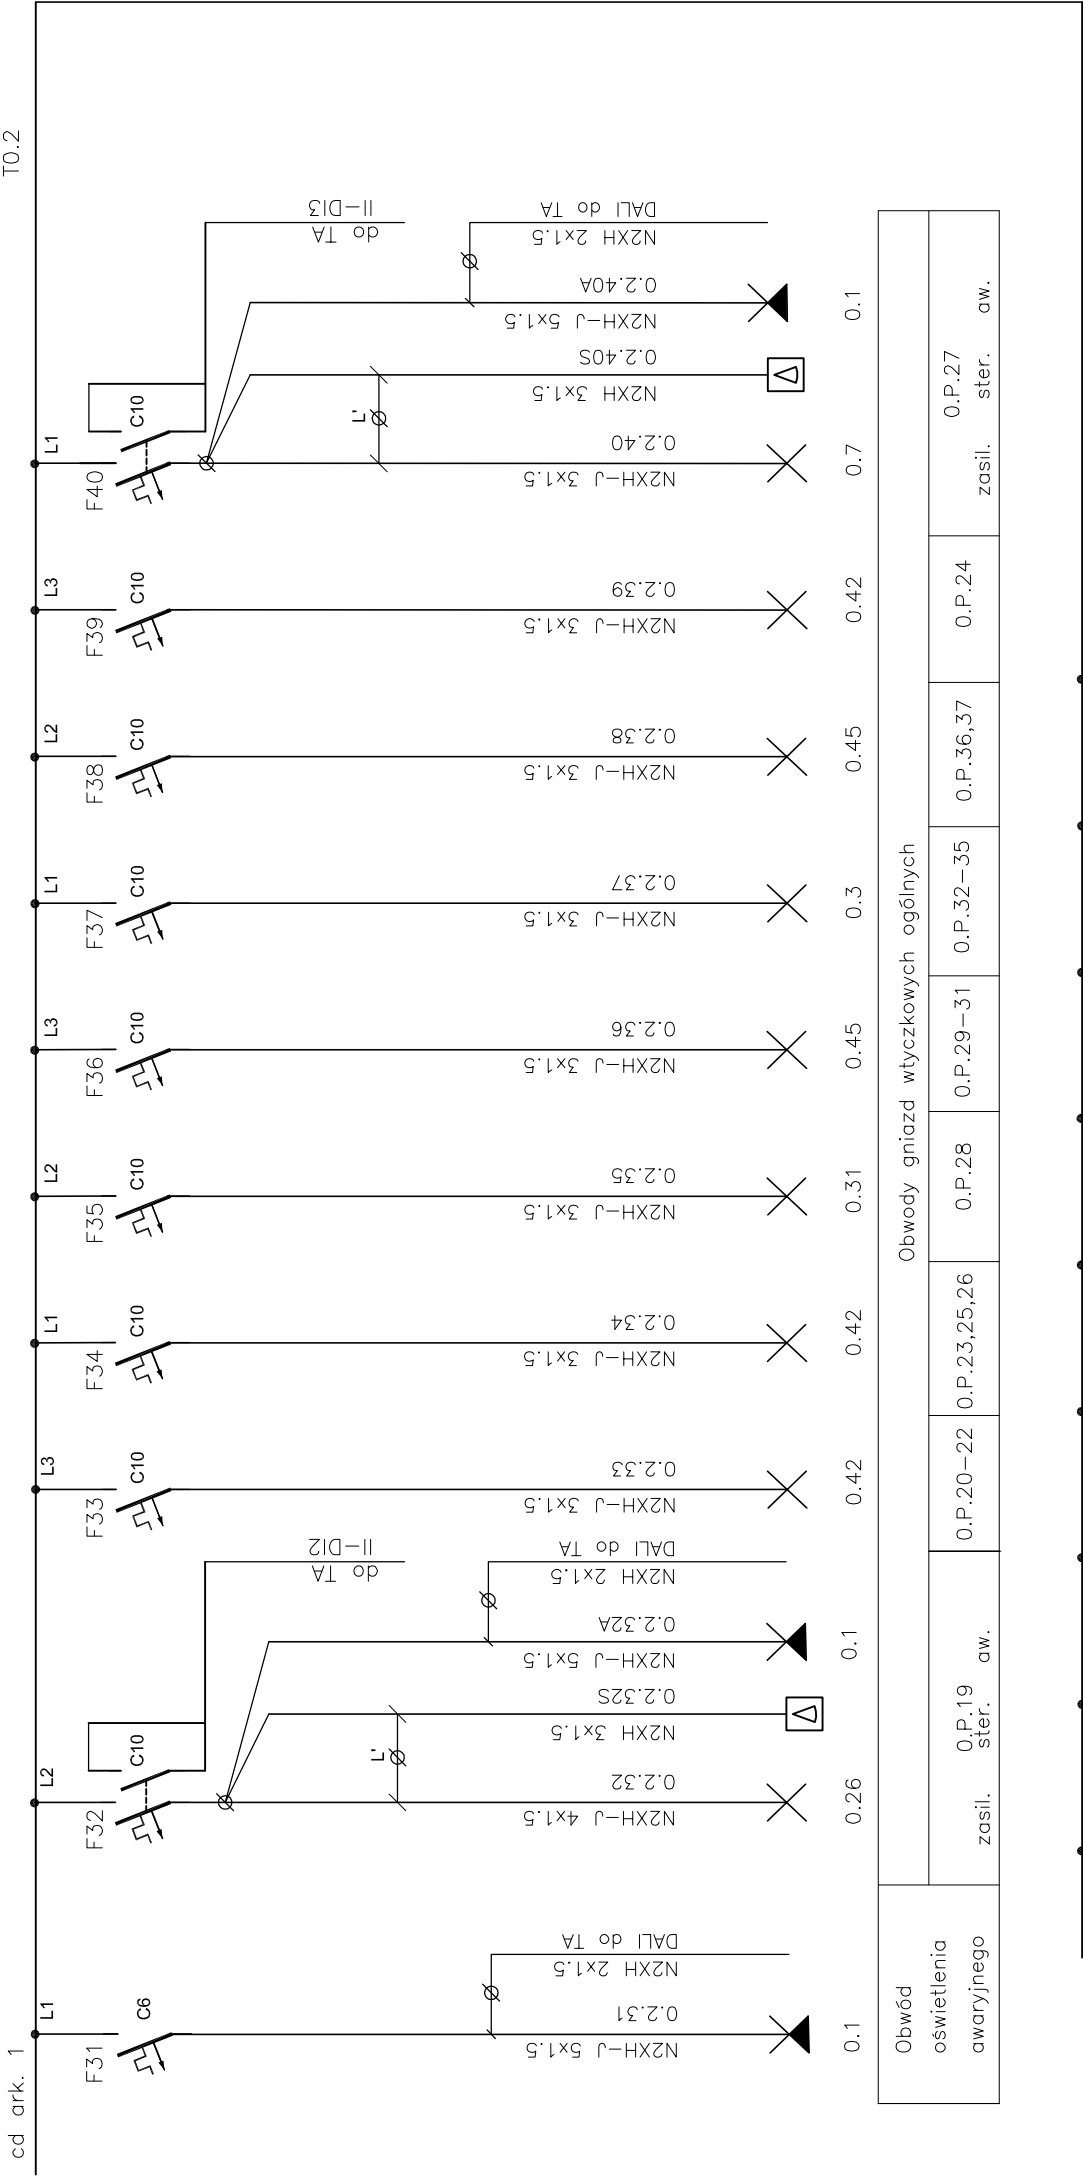 cd ark. 1
T0.2
L1
F31
C6
N2XH-J 5x1.5
0.2.31
N2XH 2x1.5
DALI do TA
0.1
L2
F32
C10
do TA
II-DI2
L'
N2XH-J 4x1.5
0.2.32
N2XH 3x1.5
0.2.32S
N2XH-J 5x1.5
0.2.32A
N2XH 2x1.5
DALI do TA
0.26
0.1
L3
F33
C10
N2XH-J 3x1.5
0.2.33
0.42
L1
F34
C10
N2XH-J 3x1.5
0.2.34
0.42
L2
F35
C10
N2XH-J 3x1.5
0.2.35
0.31
L3
F36
C10
N2XH-J 3x1.5
0.2.36
0.45
L1
F37
C10
N2XH-J 3x1.5
0.2.37
0.3
L2
F38
C10
N2XH-J 3x1.5
0.2.38
0.45
L3
F39
C10
N2XH-J 3x1.5
0.2.39
0.42
L1
F40
C10
do TA
II-DI3
L'
N2XH-J 3x1.5
0.2.40
N2XH 3x1.5
0.2.40S
N2XH-J 5x1.5
0.2.40A
N2XH 2x1.5
DALI do TA
0.7
0.1
Obwód
oświetlenia
awaryjnego
Obwody gniazd wtyczkowych ogólnych
0.P.19
zasil. ster. aw.
0.P.20-22
0.P.23,25,26
0.P.28
0.P.29-31
0.P.32-35
0.P.36,37
0.P.24
0.P.27
zasil. ster. aw.